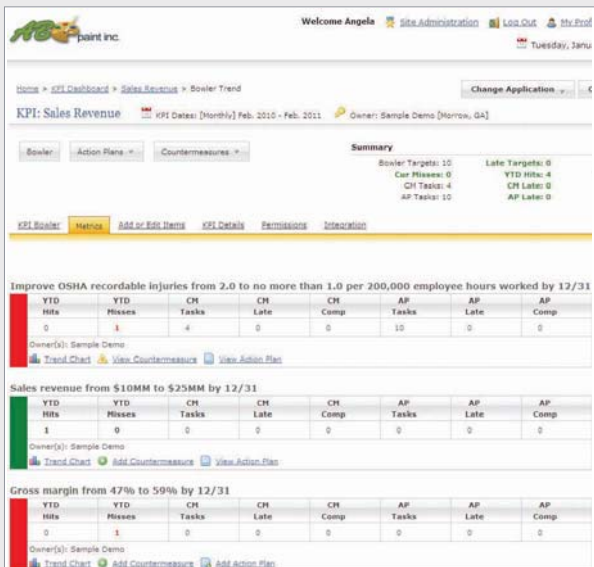 ABC paint inc.
Welcome Angela Site Administration Log Out My Prof
Tuesday, Janu
Home > KPI Dashboard > Sales Revenue > Bowler Trend
Change Application
KPI: Sales Revenue KPI Dates: [Monthly] Feb. 2010 - Feb. 2011 Owner: Sample Demo [Morrow, GA]
Bowler Action Plans Countermeasures
Summary
Bowler Targets: 10 Late Targets: 0
Cur Misses: 0 YTD Hits: 4
CM Tasks: 4 CM Late: 0
AP Tasks: 10 AP Late: 0
KPI Bowler Metrics Add or Edit Items KPI Details Permissions Integration
Improve OSHA recordable injuries from 2.0 to no more than 1.0 per 200,000 employee hours worked by 12/31
YTD YTD CM CM CM AP AP AP
Hits Misses Tasks Late Comp Tasks Late Comp
0 1 4 0 0 10 0 0
Owner(s): Sample Demo
Trend Chart View Countermeasure View Action Plan
Sales revenue from $10MM to $25MM by 12/31
YTD YTD CM CM CM AP AP AP
Hits Misses Tasks Late Comp Tasks Late Comp
1 0 0 0 0 0 0 0
Owner(s): Sample Demo
Trend Chart Add Countermeasure View Action Plan
Gross margin from 47% to 59% by 12/31
YTD YTD CM CM CM AP AP AP
Hits Misses Tasks Late Comp Tasks Late Comp
0 1 0 0 0 0 0 0
Owner(s): Sample Demo
Trend Chart Add Countermeasure Add Action Plan